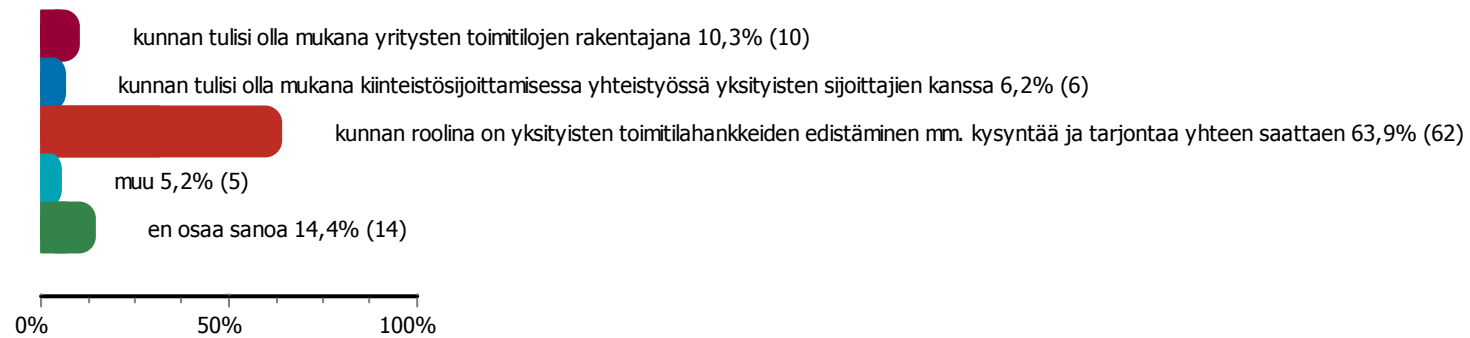 kunnan tulisi olla mukana yritysten toimitilojen rakentajana 10,3% (10)
kunnan tulisi olla mukana kiinteistösijoittamisessa yhteistyössä yksityisten sijoittajien kanssa 6,2% (6)
kunnan roolina on yksityisten toimitilahankkeiden edistäminen mm. kysyntää ja tarjontaa yhteen saattaen 63,9% (62)
muu 5,2% (5)
en osaa sanoa 14,4% (14)
0% 50% 100%